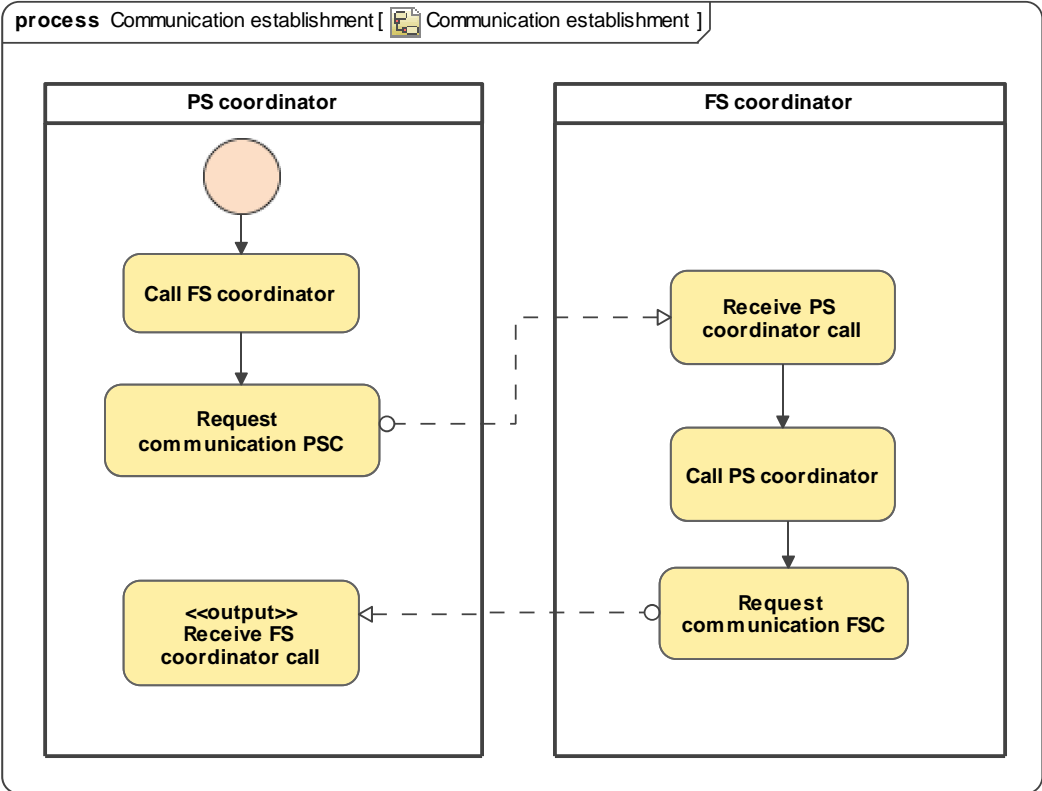 process Communication establishment [ Communication establishment ]
PS coordinator
FS coordinator
Call FS coordinator
Receive PS
coordinator call
Request
communication PSC
Call PS coordinator
<<output>>
Receive FS
coordinator call
Request
communication FSC